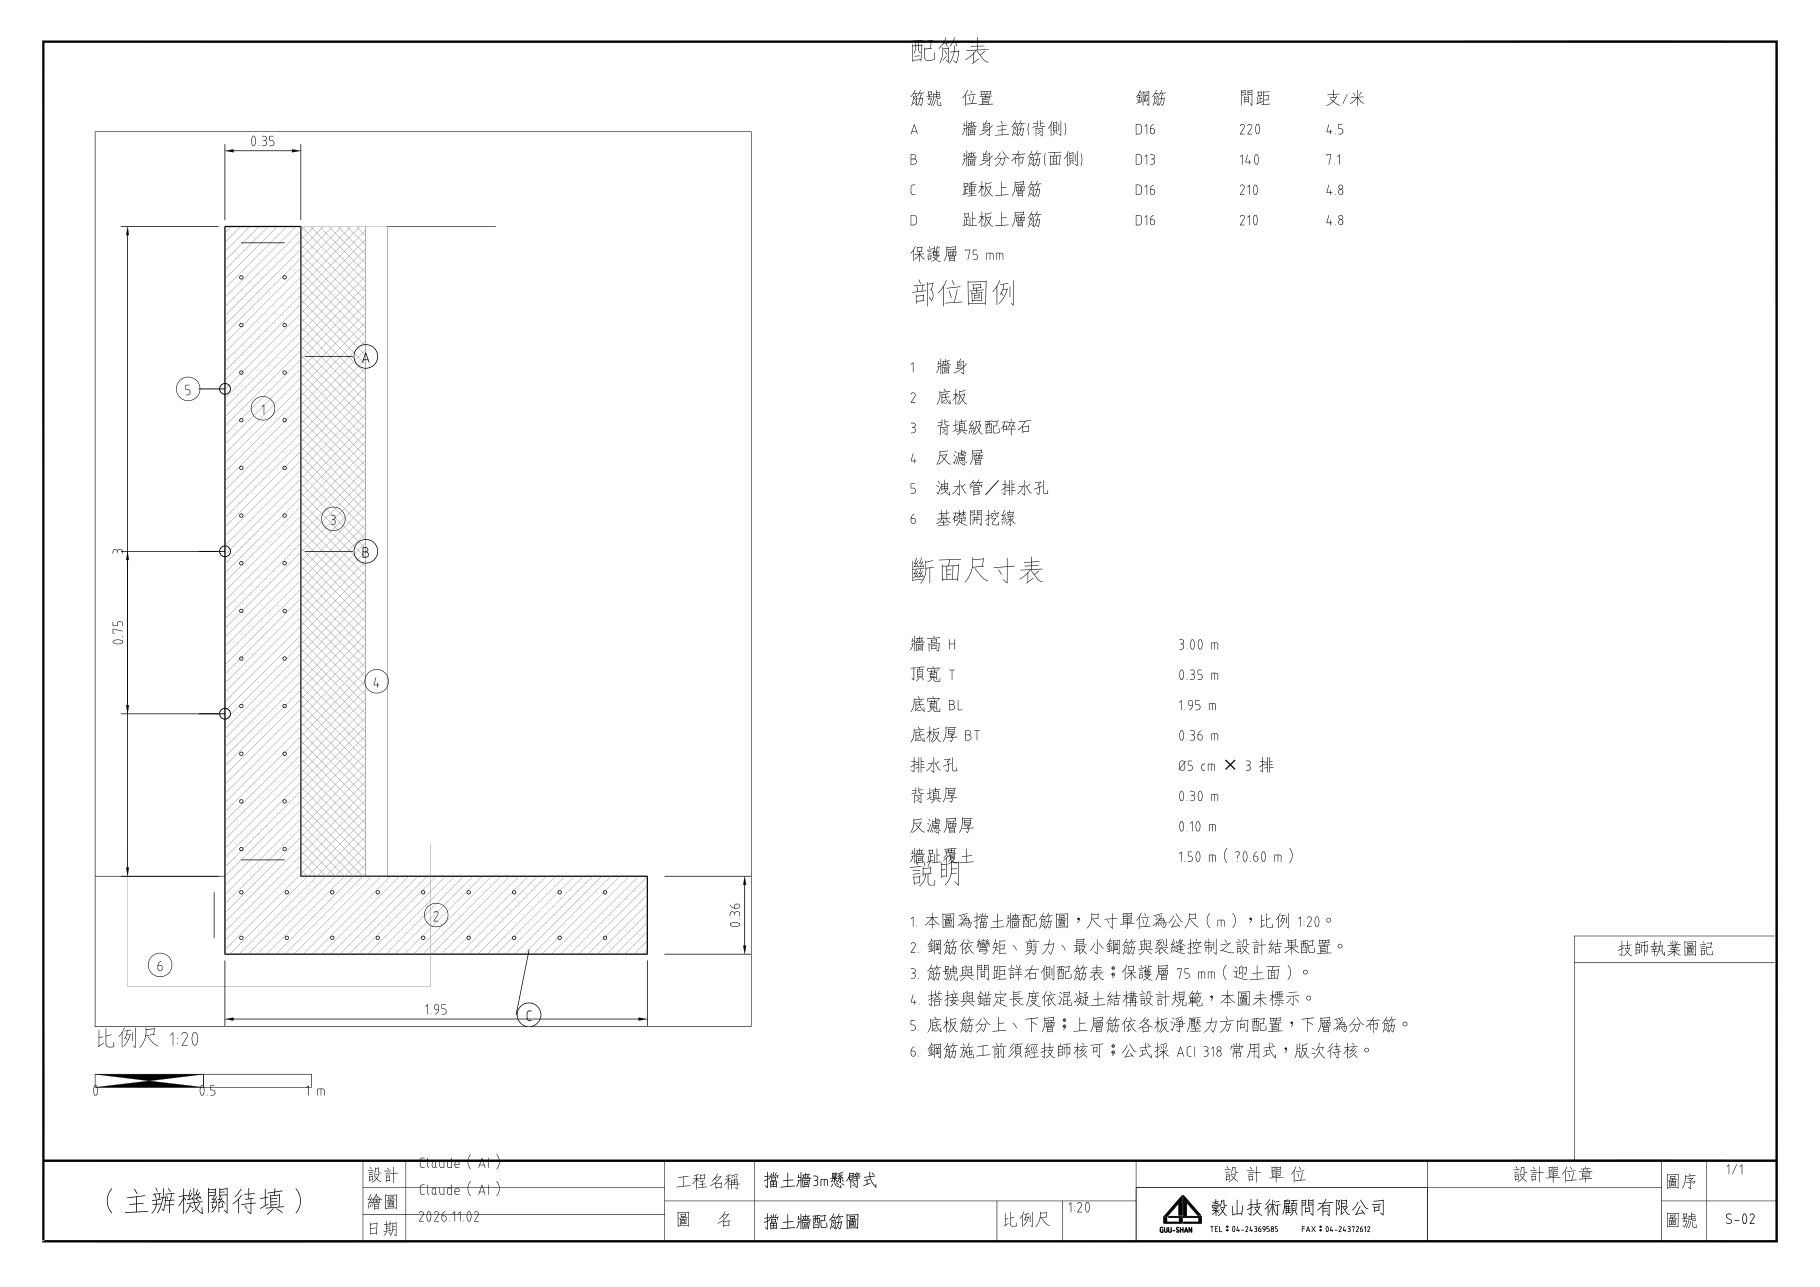 配筋表
筋號 位置 鋼筋 間距 支/米
A 牆身主筋(背側) D16 220 4.5
B 牆身分布筋(面側) D13 140 7.1
C 踵板上層筋 D16 210 4.8
D 趾板上層筋 D16 210 4.8
保護層 75 mm
部位圖例
1 牆身
2 底板
3 背填級配碎石
4 反濾層
5 洩水管／排水孔
6 基礎開挖線
斷面尺寸表
牆高 H 3.00 m
頂寬 T 0.35 m
底寬 BL 1.95 m
底板厚 BT 0.36 m
排水孔 Ø5 cm × 3 排
背填厚 0.30 m
反濾層厚 0.10 m
牆趾覆土 1.50 m（?0.60 m）
說明
1. 本圖為擋土牆配筋圖，尺寸單位為公尺（m），比例 1:20。
2. 鋼筋依彎矩、剪力、最小鋼筋與裂縫控制之設計結果配置。
3. 筋號與間距詳右側配筋表；保護層 75 mm（迎土面）。
4. 搭接與錨定長度依混凝土結構設計規範，本圖未標示。
5. 底板筋分上、下層；上層筋依各板淨壓力方向配置，下層為分布筋。
6. 鋼筋施工前須經技師核可；公式採 ACI 318 常用式，版次待核。
0.35
A
5
1
3
3
B
0.75
4
2
0.36
6
1.95
C
比例尺 1:20
0 0.5 1 m
技師執業圖記
（主辦機關待填）
設計 Claude（AI）
繪圖 Claude（AI）
日期 2026.11.02
工程名稱 擋土牆3m懸臂式
圖 名 擋土牆配筋圖
比例尺 1:20
設計單位
GUU-SHAN
穀山技術顧問有限公司
TEL：04-24369585 FAX：04-24372612
設計單位章
圖序 1/1
圖號 S-02